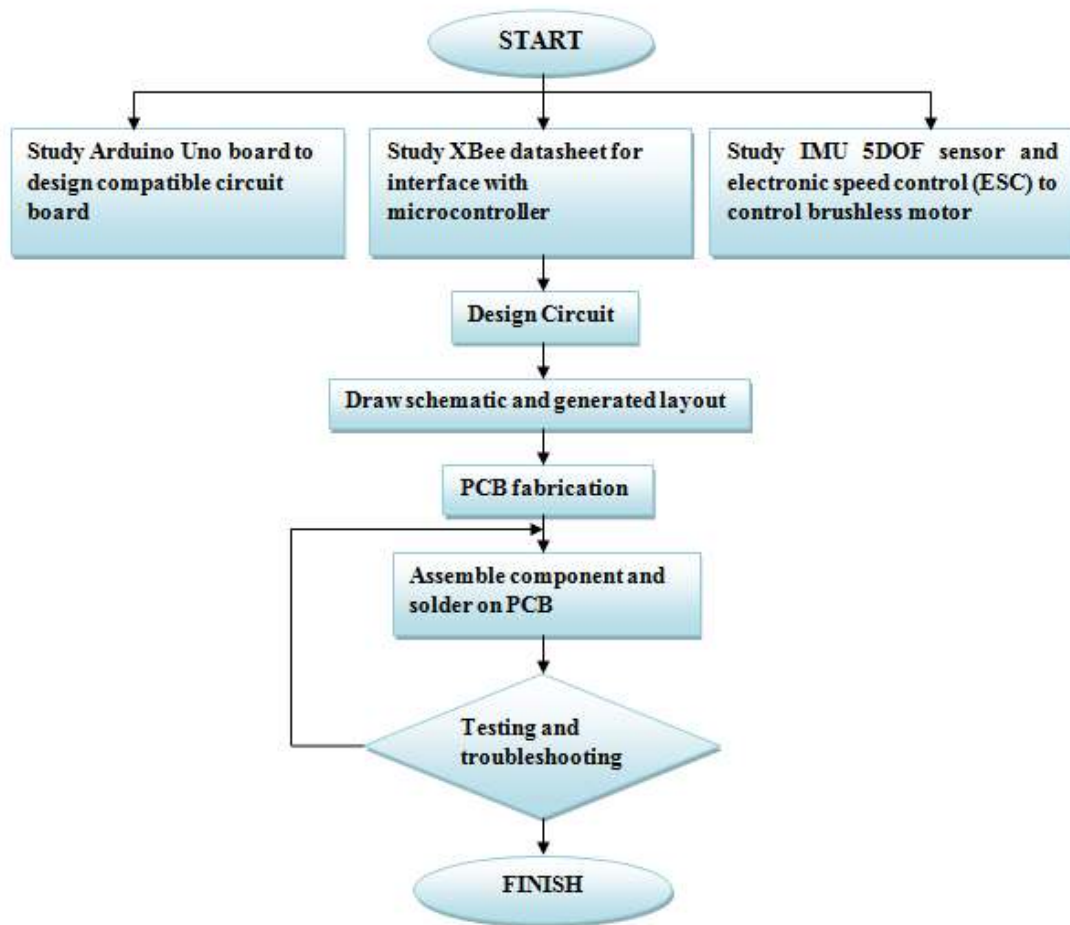 START
Study Arduino Uno board to
design compatible circuit
board
Study XBee datasheet for
interface with
microcontroller
Study IMU 5DOF sensor and
electronic speed control (ESC) to
control brushless motor
Design Circuit
Draw schematic and generated layout
PCB fabrication
Assemble component and
solder on PCB
Testing and
troubleshooting
FINISH